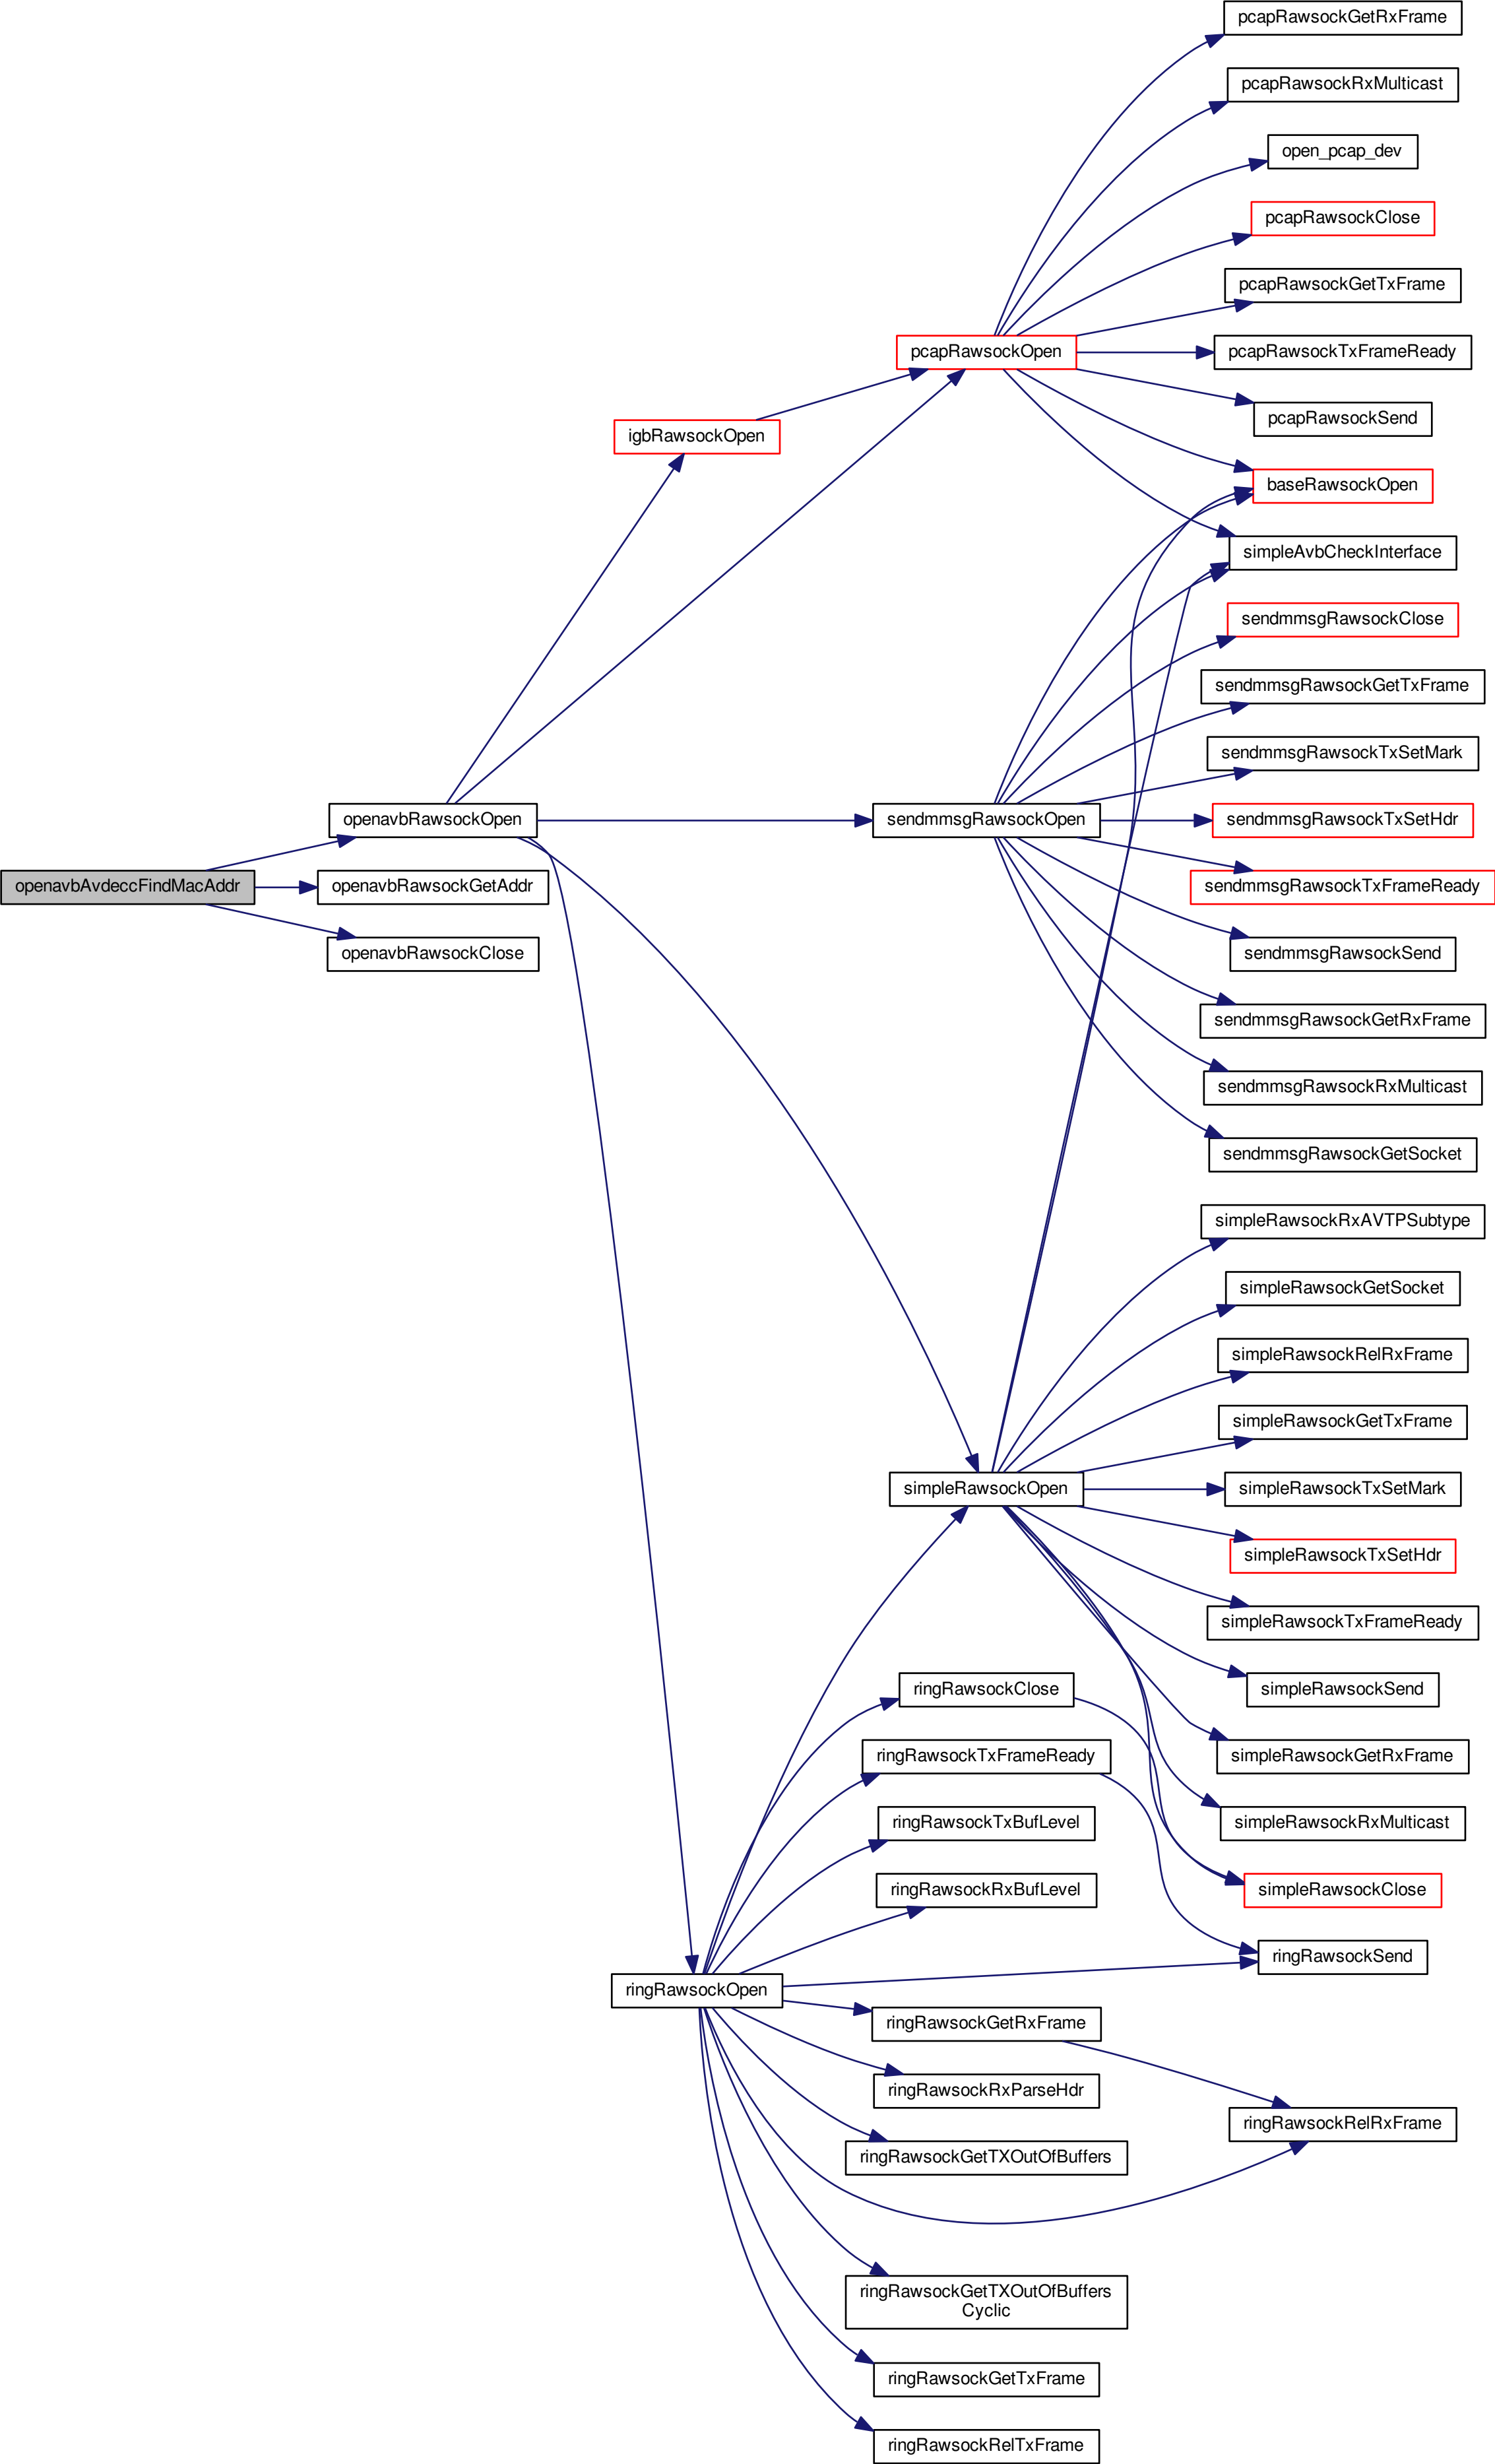 pcapRawsockGetRxFrame
pcapRawsockRxMulticast
open_pcap_dev
pcapRawsockClose
pcapRawsockGetTxFrame
pcapRawsockOpen
pcapRawsockTxFrameReady
pcapRawsockSend
igbRawsockOpen
baseRawsockOpen
simpleAvbCheckInterface
sendmmsgRawsockClose
sendmmsgRawsockGetTxFrame
sendmmsgRawsockTxSetMark
openavbRawsockOpen
sendmmsgRawsockOpen
sendmmsgRawsockTxSetHdr
openavbAvdeccFindMacAddr
openavbRawsockGetAddr
sendmmsgRawsockTxFrameReady
openavbRawsockClose
sendmmsgRawsockSend
sendmmsgRawsockGetRxFrame
sendmmsgRawsockRxMulticast
sendmmsgRawsockGetSocket
simpleRawsockRxAVTPSubtype
simpleRawsockGetSocket
simpleRawsockRelRxFrame
simpleRawsockGetTxFrame
simpleRawsockOpen
simpleRawsockTxSetMark
simpleRawsockTxSetHdr
simpleRawsockTxFrameReady
simpleRawsockSend
ringRawsockClose
simpleRawsockGetRxFrame
ringRawsockTxFrameReady
simpleRawsockRxMulticast
ringRawsockTxBufLevel
simpleRawsockClose
ringRawsockRxBufLevel
ringRawsockSend
ringRawsockOpen
ringRawsockGetRxFrame
ringRawsockRxParseHdr
ringRawsockRelRxFrame
ringRawsockGetTXOutOfBuffers
ringRawsockGetTXOutOfBuffers
Cyclic
ringRawsockGetTxFrame
ringRawsockRelTxFrame